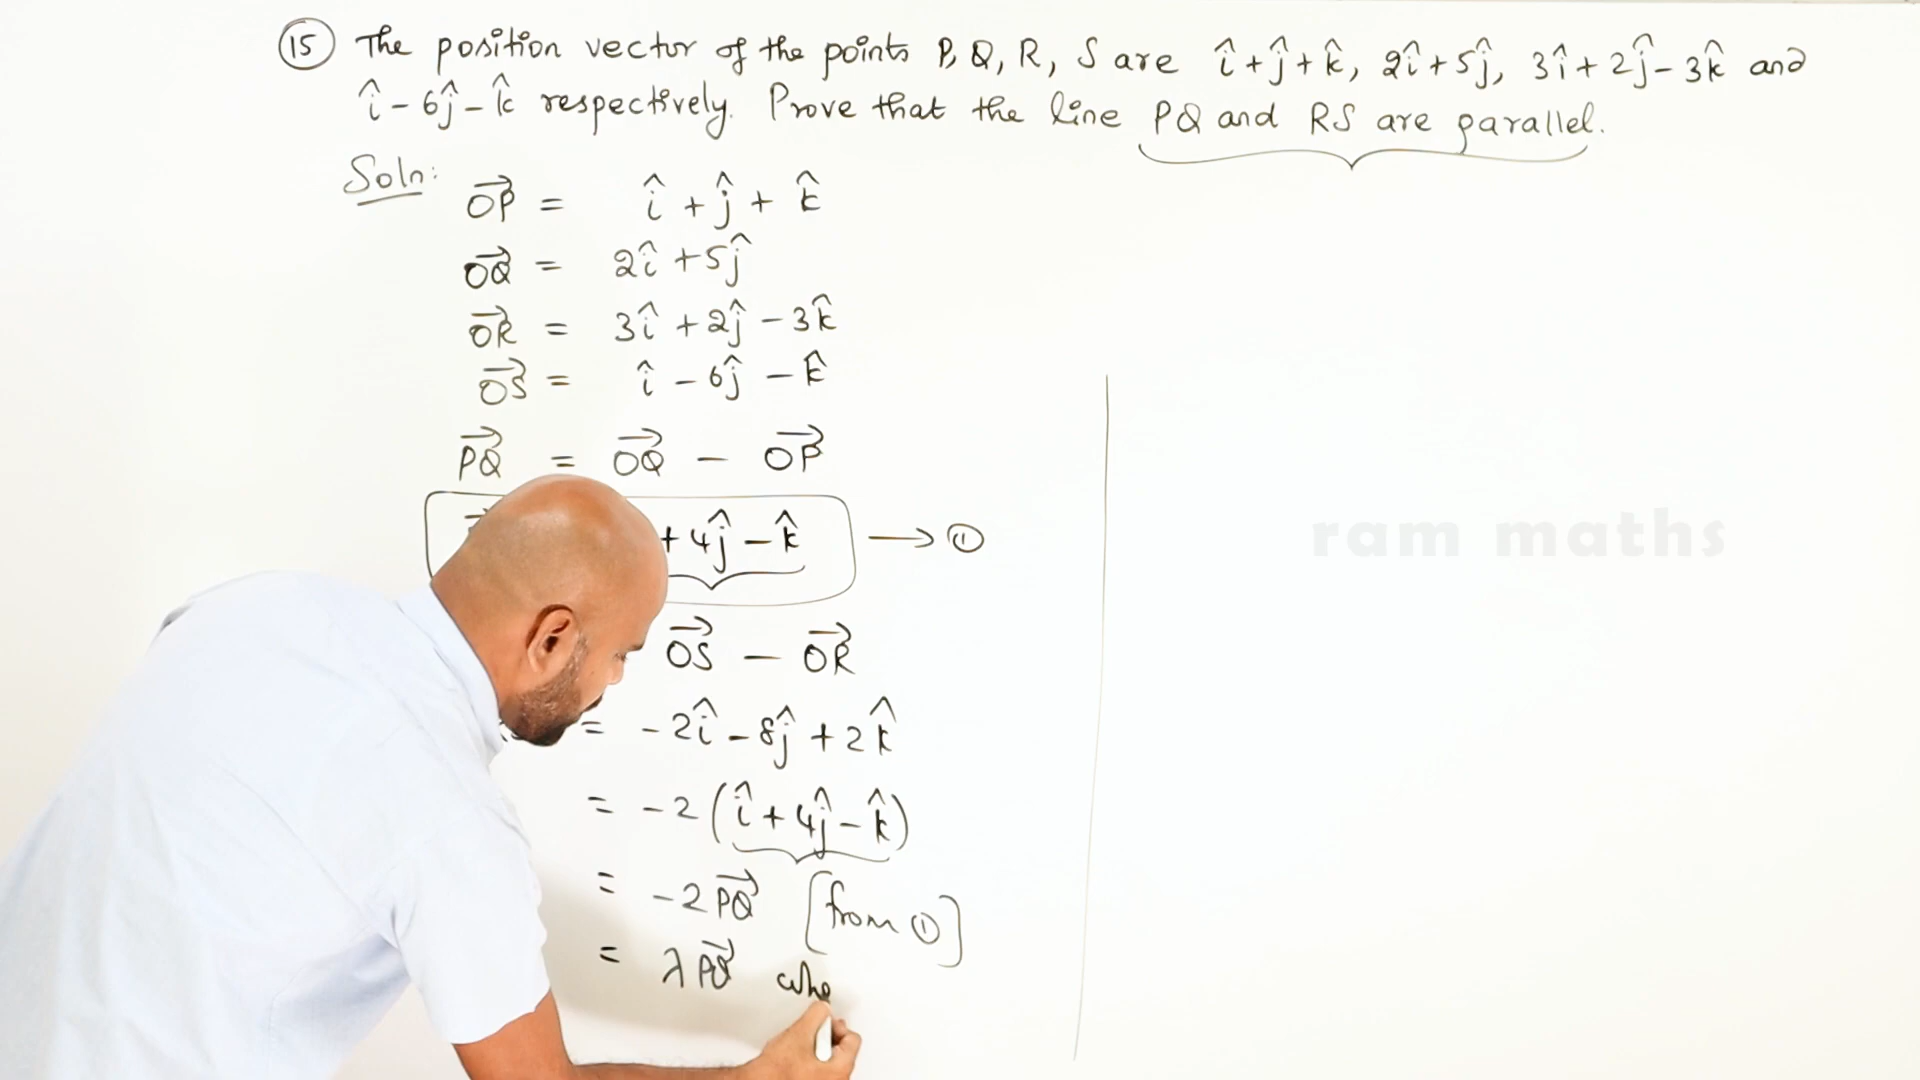 15 The position vector of the points P, Q, R, S are î + ĵ + k̂, 2î + 5ĵ, 3î + 2ĵ - 3k̂ and
î - 6ĵ - k̂ respectively. Prove that the line PQ and RS are parallel.
Soln:
OP⃗ = î + ĵ + k̂
OQ⃗ = 2î + 5ĵ
OR⃗ = 3î + 2ĵ - 3k̂
OS⃗ = î - 6ĵ - k̂
PQ⃗ = OQ⃗ - OP⃗
+ 4ĵ - k̂ → ①
OS⃗ - OR⃗
= -2î - 8ĵ + 2k̂
= -2 (î + 4ĵ - k̂)
= -2 PQ⃗ [from ①]
= λ PQ⃗ whe
ram maths